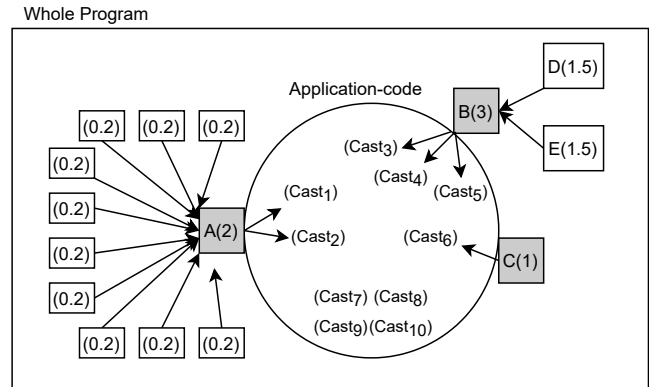 Whole Program
D(1.5)
Application-code
B(3)
(0.2) (0.2) (0.2)
(Cast3)
E(1.5)
(0.2)
(Cast4)
(Cast1)
(Cast5)
(0.2)
A(2)
(Cast2)
(Cast6)
(0.2)
C(1)
(0.2)
(Cast7) (Cast8)
(Cast9)(Cast10)
(0.2) (0.2) (0.2)